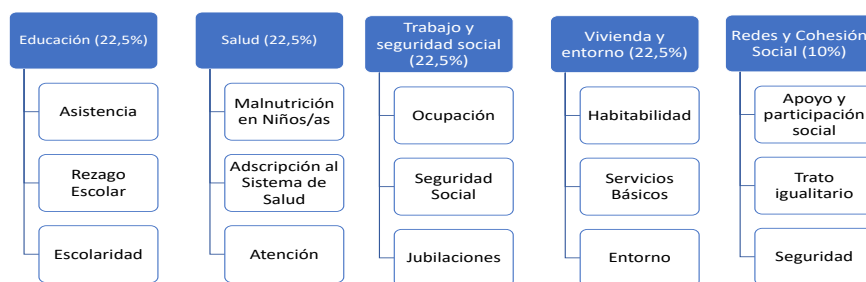 Educación (22,5%)
Asistencia
Rezago
Escolar
Escolaridad
Salud (22,5%)
Malnutrición
en Niños/as
Adscripción al
Sistema de
Salud
Atención
Trabajo y
seguridad social
(22,5%)
Ocupación
Seguridad
Social
Jubilaciones
Vivienda y
entorno (22,5%)
Habitabilidad
Servicios
Básicos
Entorno
Redes y Cohesión
Social (10%)
Apoyo y
participación
social
Trato
igualitario
Seguridad